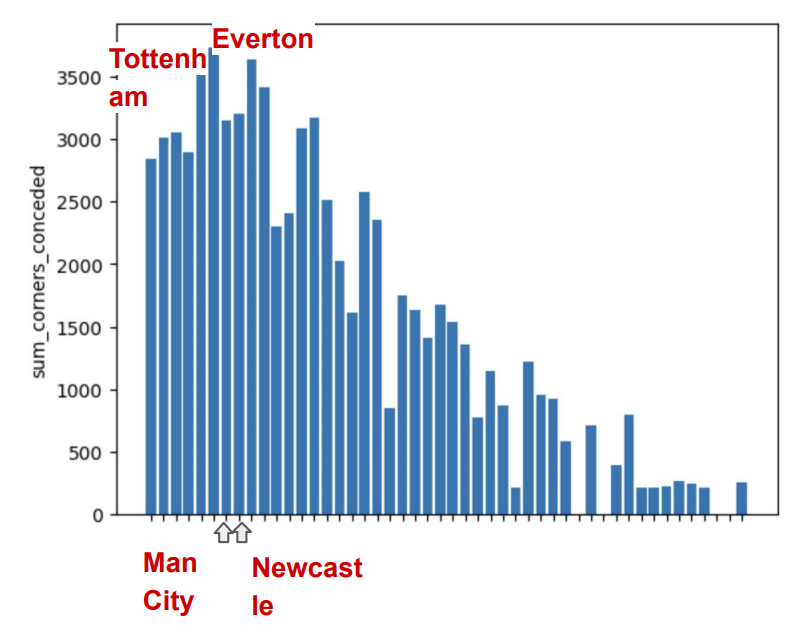 Everton
Tottenh
am
3500
3000
2500
2000
1500
1000
500
0
sum_corners_conceded
Man
City
Newcast
le